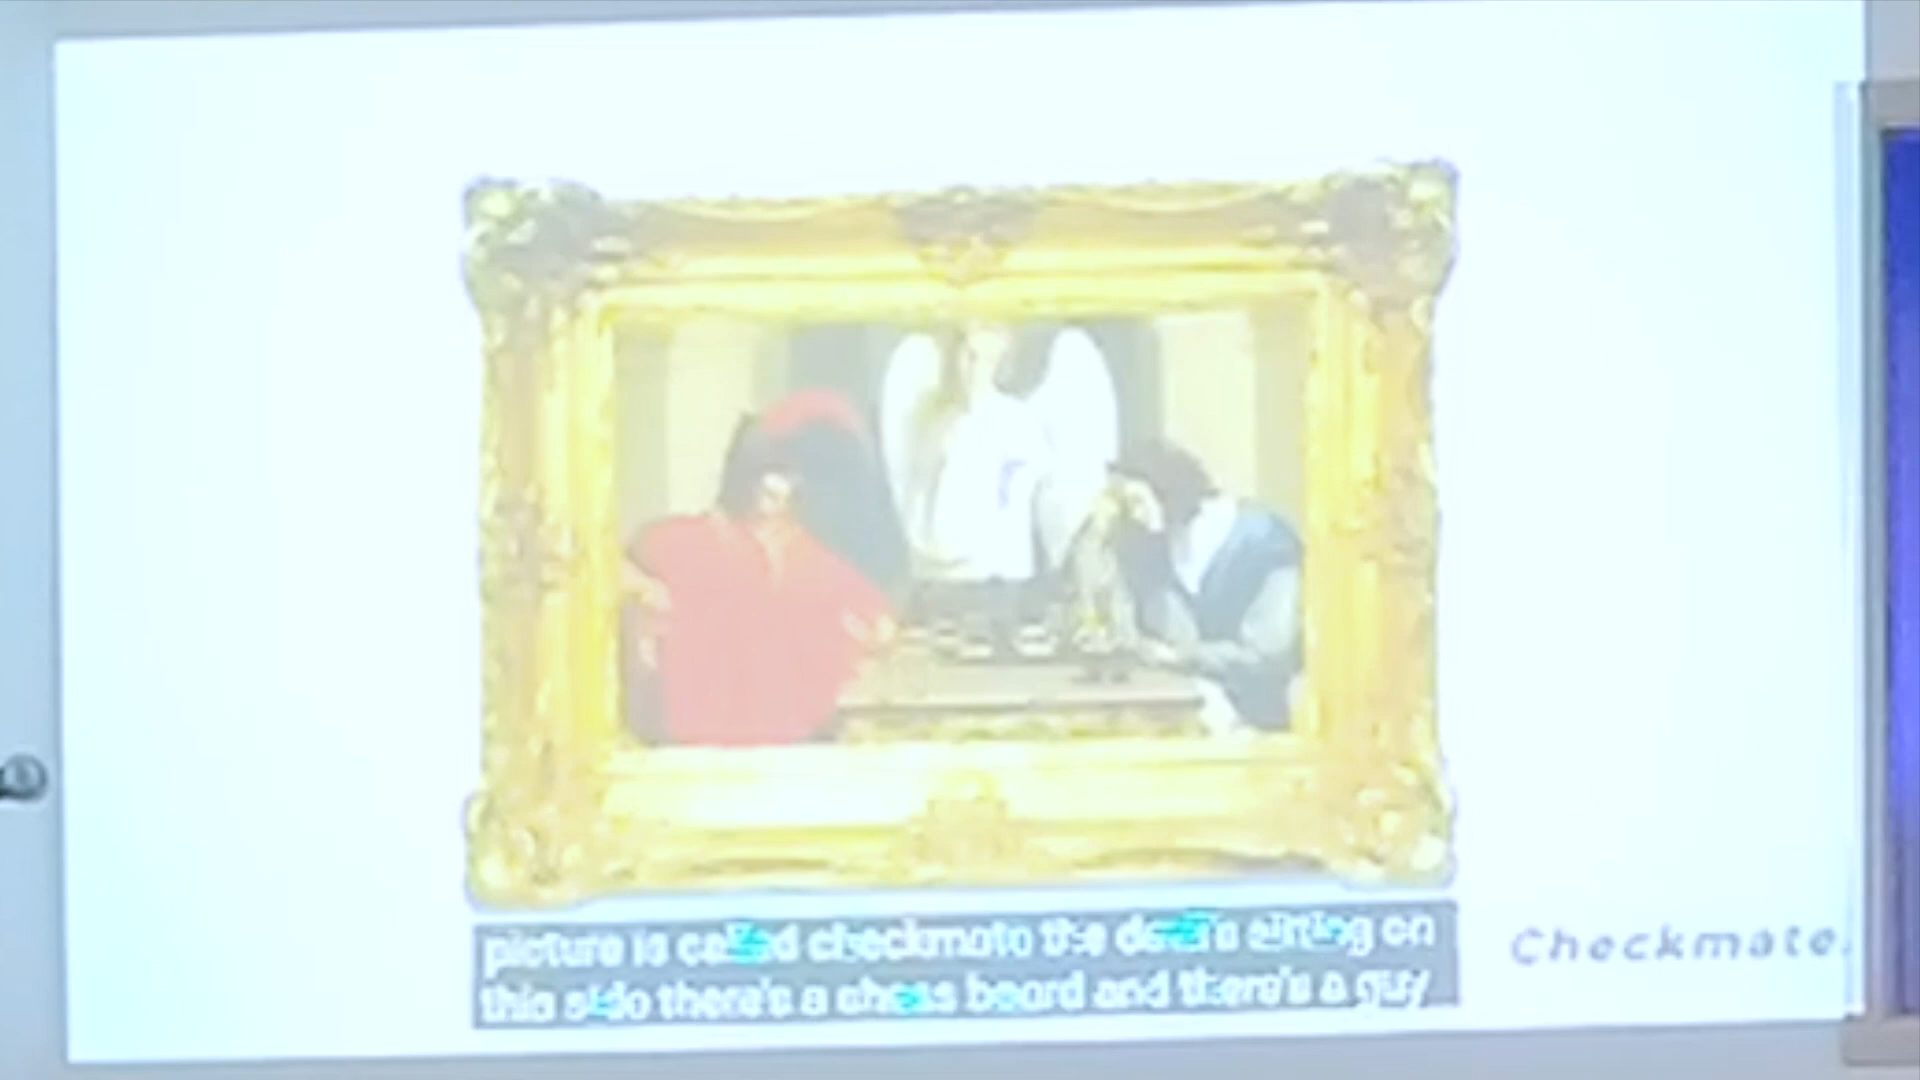 picture is called checkmate the devil's sitting on
this side there's a chess board and there's a guy
Checkmate.